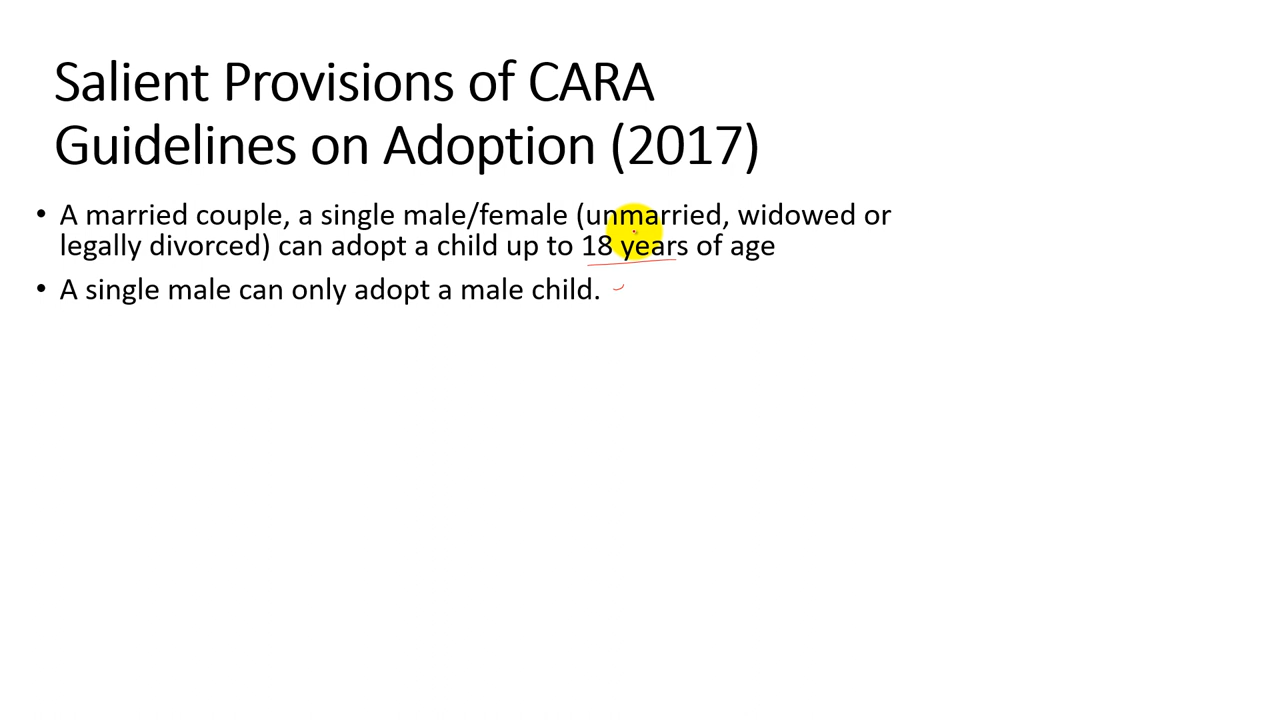 Salient Provisions of CARA
Guidelines on Adoption (2017)
• A married couple, a single male/female (unmarried, widowed or
legally divorced) can adopt a child up to 18 years of age
• A single male can only adopt a male child.